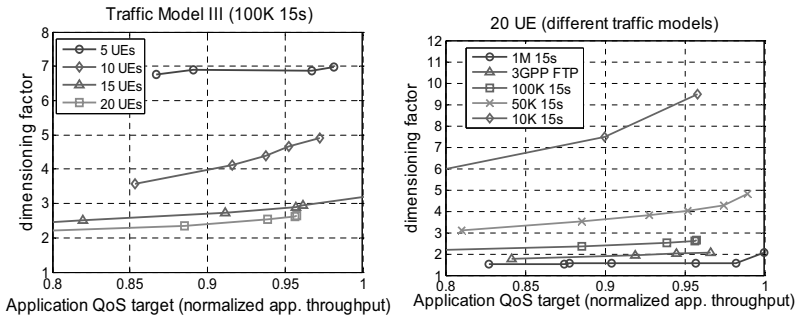 Traffic Model III (100K 15s)
8
7
6
5
4
3
2
1
0.8
0.85
0.9
0.95
1
dimensioning factor
5 UEs
10 UEs
15 UEs
20 UEs
Application QoS target (normalized app. throughput)
20 UE (different traffic models)
12
11
10
9
8
7
6
5
4
3
2
1
0.8
0.85
0.9
0.95
1
dimensioning factor
1M 15s
3GPP FTP
100K 15s
50K 15s
10K 15s
Application QoS target (normalized app. throughput)